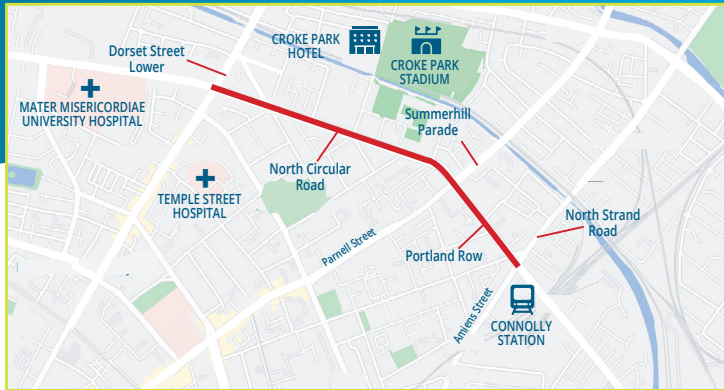 Dorset Street
Lower
CROKE PARK
HOTEL
CROKE PARK
STADIUM
MATER MISERICORDIAE
UNIVERSITY HOSPITAL
Summerhill
Parade
North Circular
Road
TEMPLE STREET
HOSPITAL
North Strand
Road
Parnell Street
Portland Row
Amiens Street
CONNOLLY
STATION